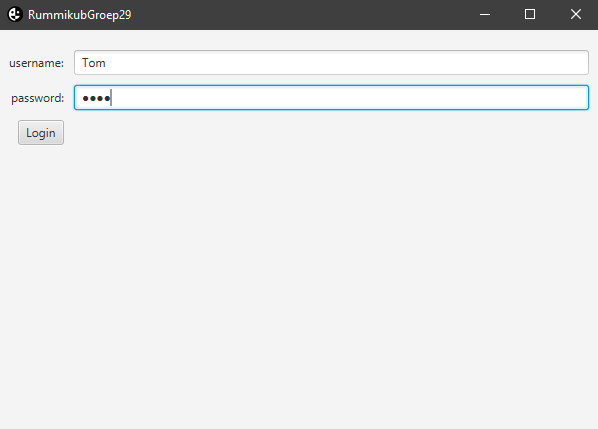 RummikubGroep29
username: Tom
password: ●●●●
Login